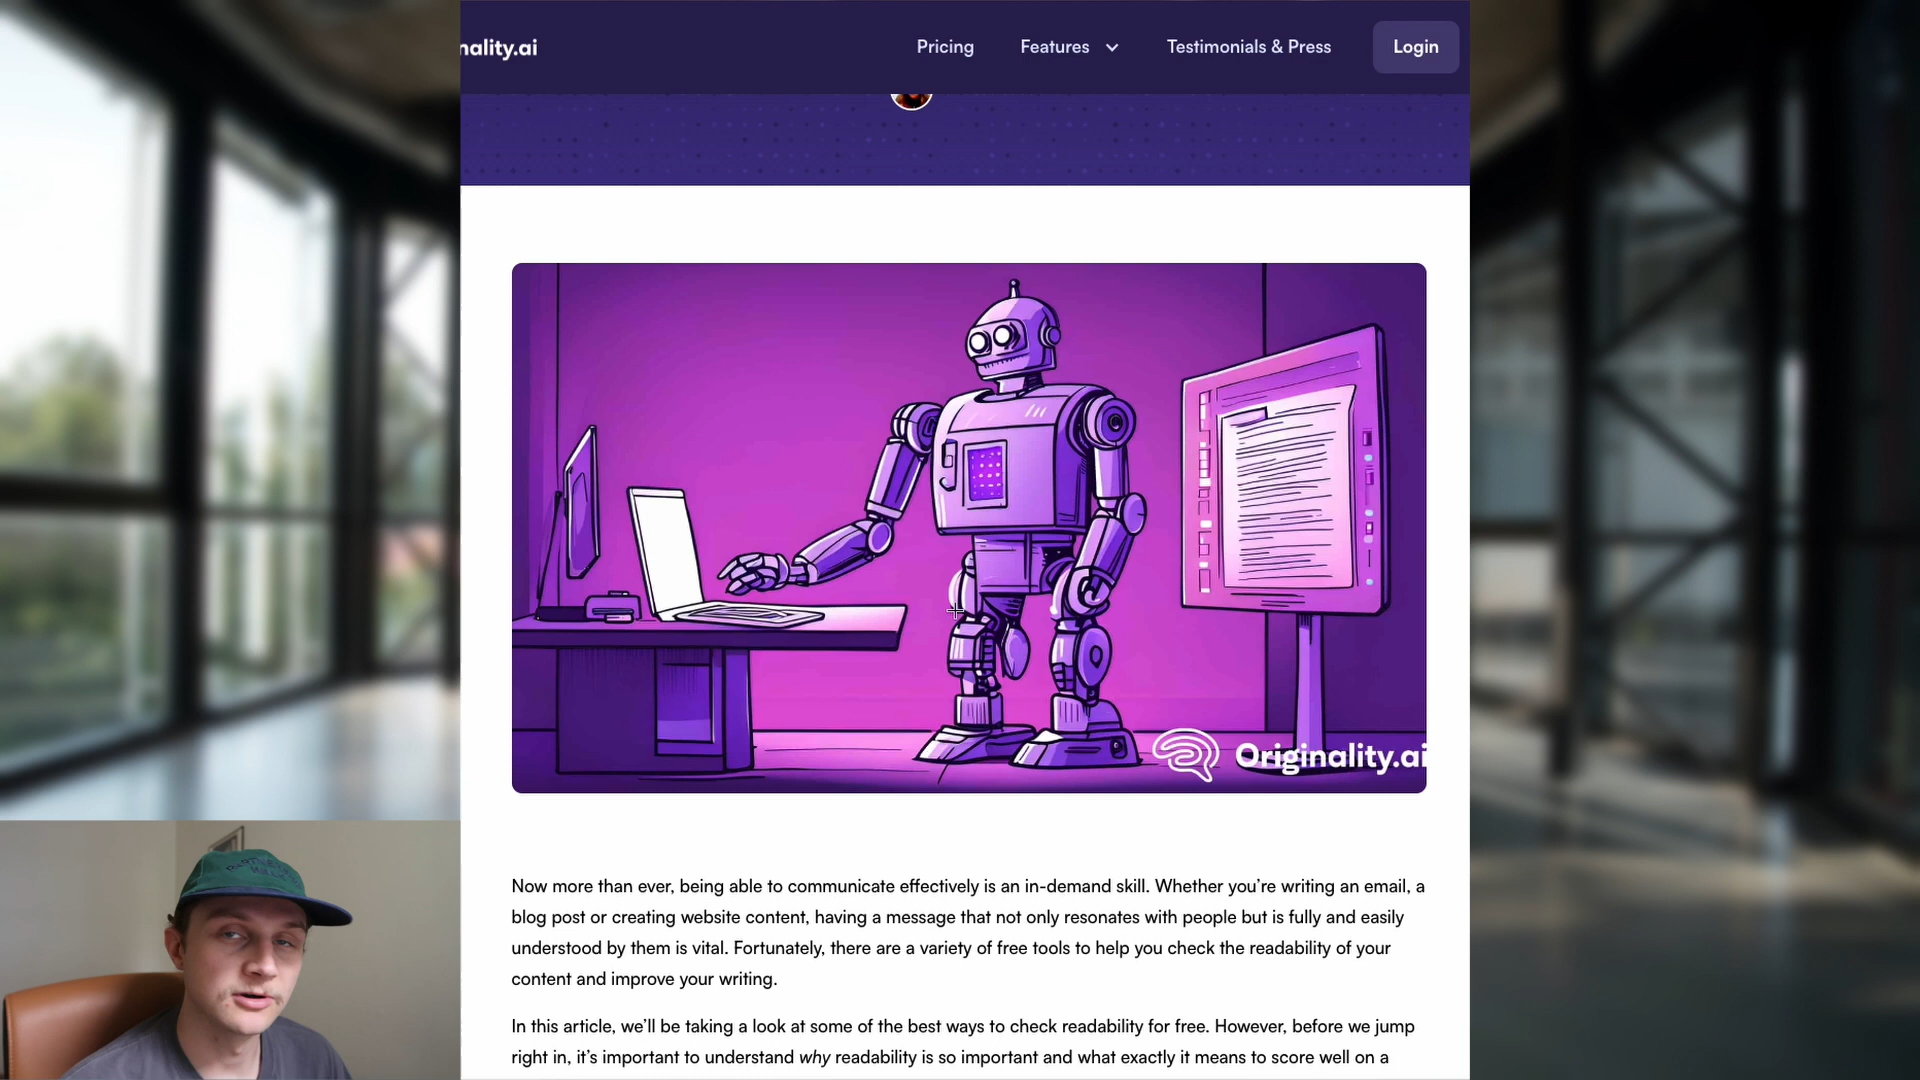 nality.ai
Pricing
Features
Testimonials & Press
Login
Originality.ai
Now more than ever, being able to communicate effectively is an in-demand skill. Whether you’re writing an email, a
blog post or creating website content, having a message that not only resonates with people but is fully and easily
understood by them is vital. Fortunately, there are a variety of free tools to help you check the readability of your
content and improve your writing.
In this article, we’ll be taking a look at some of the best ways to check readability for free. However, before we jump
right in, it’s important to understand why readability is so important and what exactly it means to score well on a